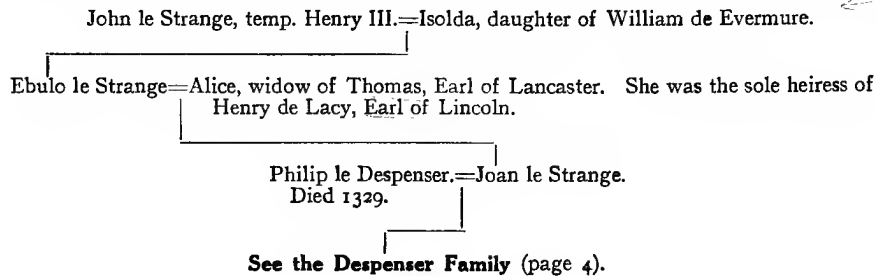 John le Strange, temp. Henry III.=Isolda, daughter of William de Evermure.
Ebulo le Strange=Alice, widow of Thomas, Earl of Lancaster. She was the sole heiress of
Henry de Lacy, Earl of Lincoln.
Philip le Despenser.=Joan le Strange.
Died 1329.
See the Despenser Family (page 4).